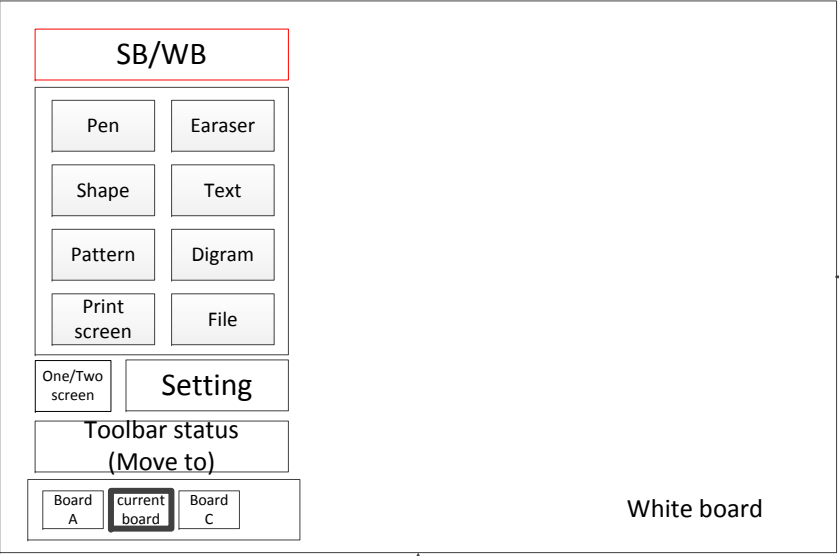 SB/WB
Pen
Earaser
Shape
Text
Pattern
Digram
Print
screen
File
One/Two
screen
Setting
Toolbar status
(Move to)
Board
A
current
board
Board
C
White board